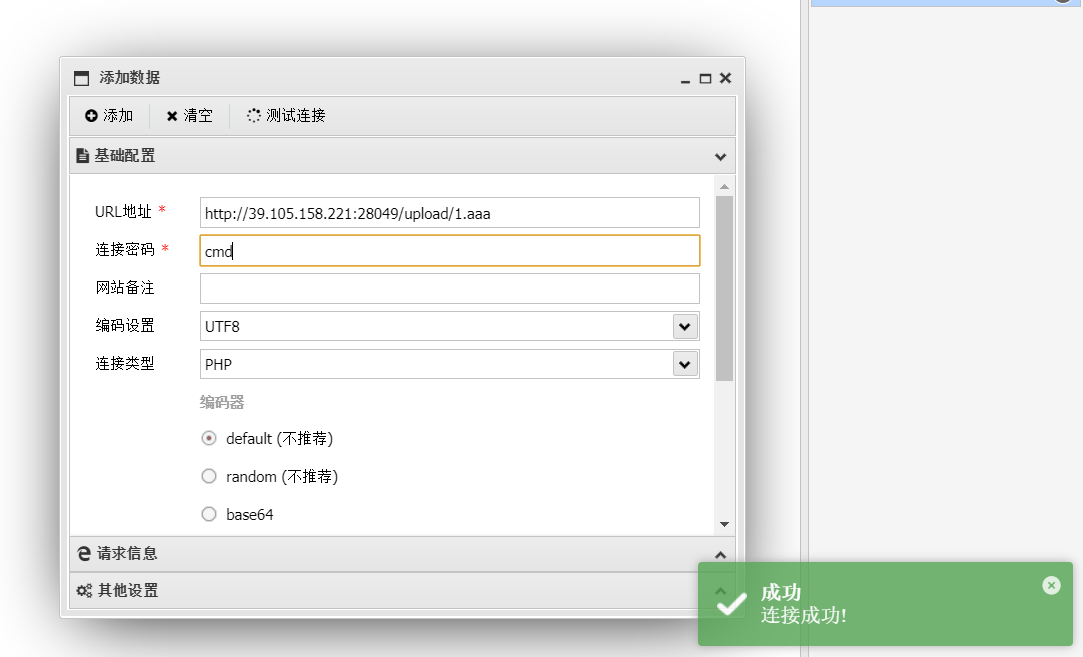 添加数据
添加 清空 测试连接
基础配置
URL地址 * http://39.105.158.221:28049/upload/1.aaa
连接密码 * cmd
网站备注
编码设置 UTF8
连接类型 PHP
编码器
default (不推荐)
random (不推荐)
base64
请求信息
其他设置
成功
连接成功!